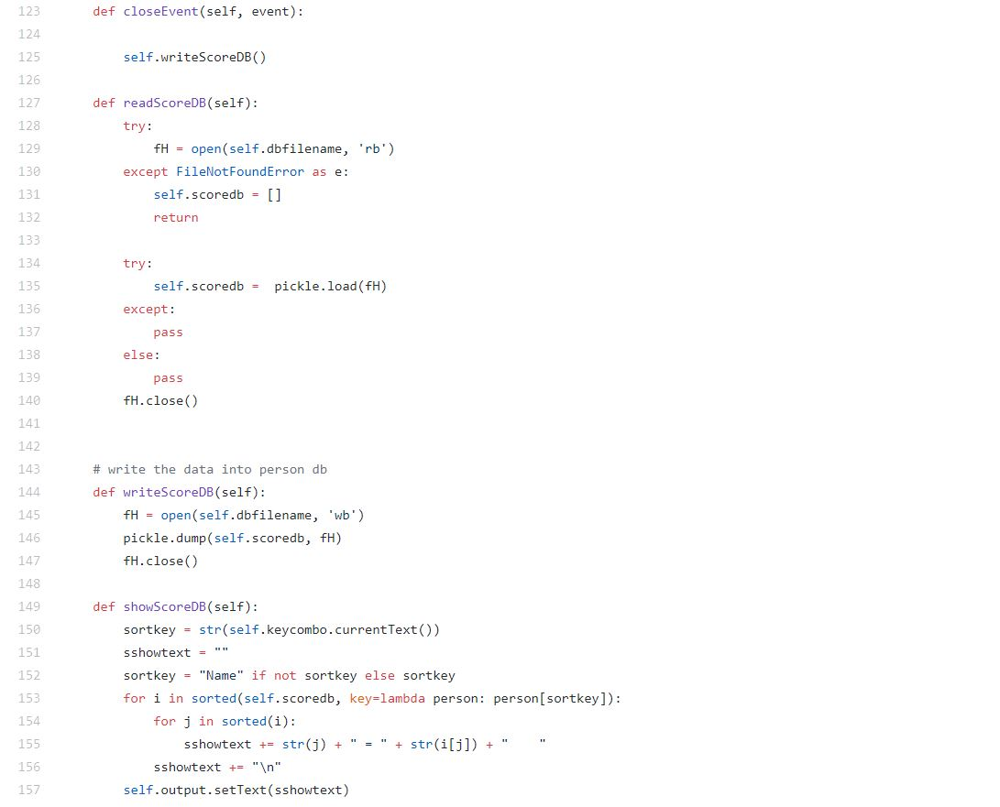 123 def closeEvent(self, event):
124
125 self.writeScoreDB()
126
127 def readScoreDB(self):
128 try:
129 fH = open(self.dbfilename, 'rb')
130 except FileNotFoundError as e:
131 self.scoredb = []
132 return
133
134 try:
135 self.scoredb =  pickle.load(fH)
136 except:
137 pass
138 else:
139 pass
140 fH.close()
141
142
143 # write the data into person db
144 def writeScoreDB(self):
145 fH = open(self.dbfilename, 'wb')
146 pickle.dump(self.scoredb, fH)
147 fH.close()
148
149 def showScoreDB(self):
150 sortkey = str(self.keycombo.currentText())
151 sshowtext = ""
152 sortkey = "Name" if not sortkey else sortkey
153 for i in sorted(self.scoredb, key=lambda person: person[sortkey]):
154 for j in sorted(i):
155 sshowtext += str(j) + " = " + str(i[j]) + "    "
156 sshowtext += "\n"
157 self.output.setText(sshowtext)